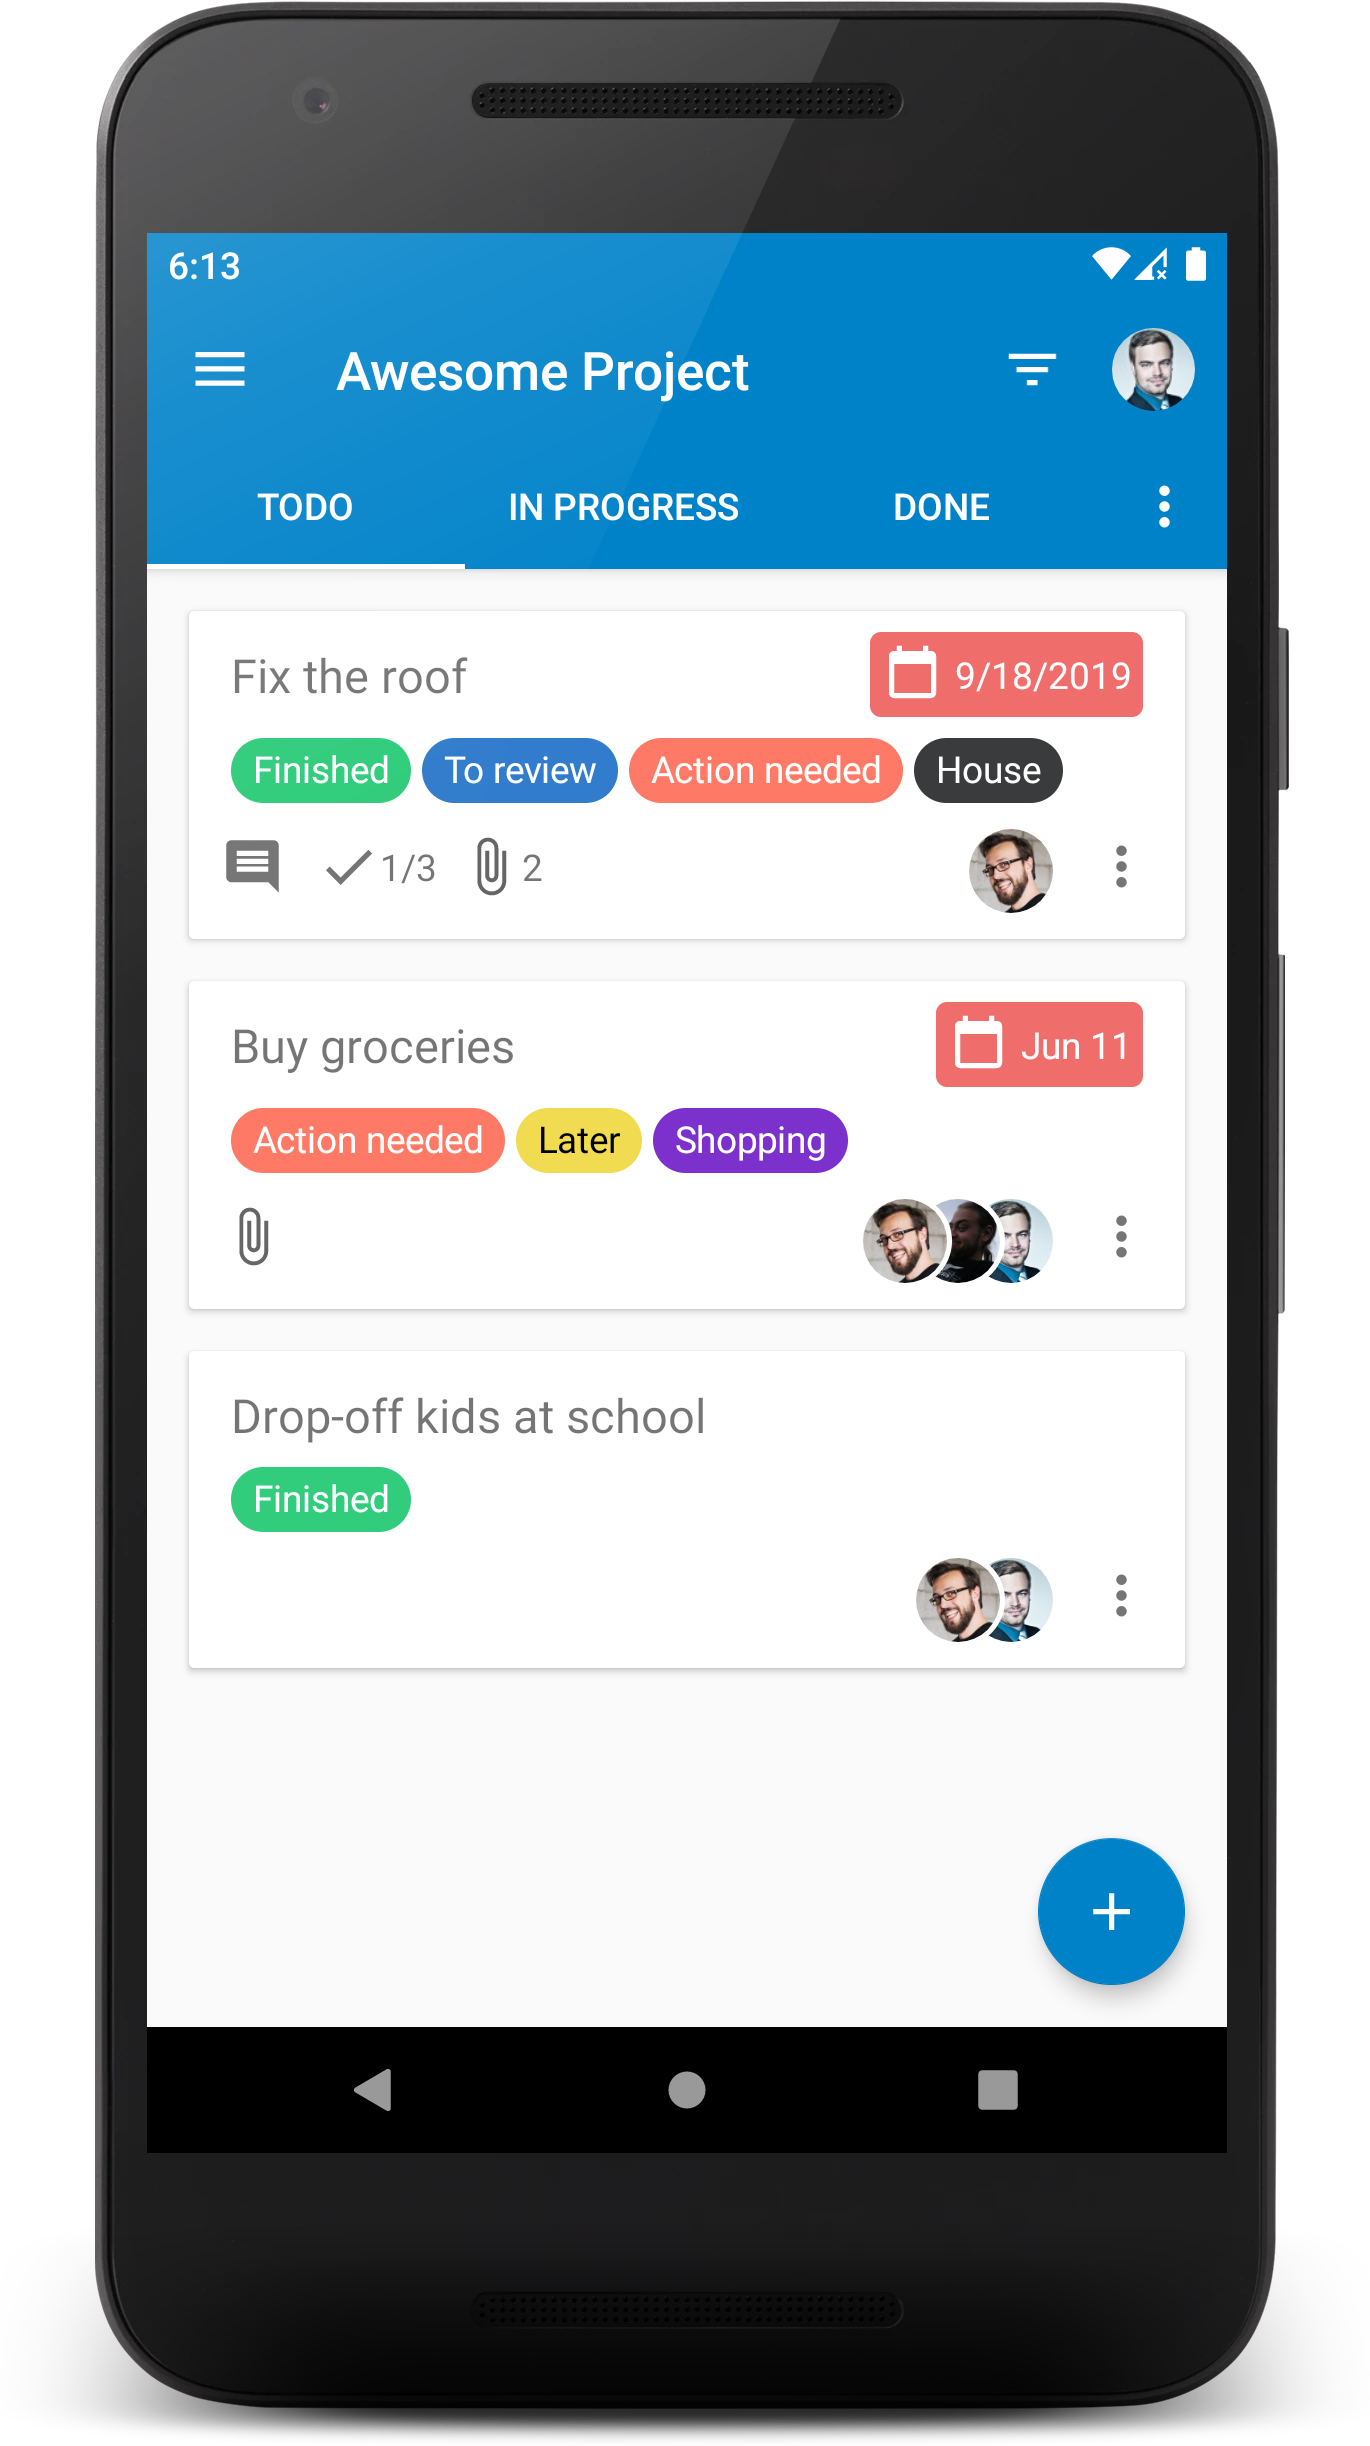 6:13
Awesome Project
TODO IN PROGRESS DONE
Fix the roof 9/18/2019
Finished To review Action needed House
1/3 2
Buy groceries Jun 11
Action needed Later Shopping
Drop-off kids at school
Finished